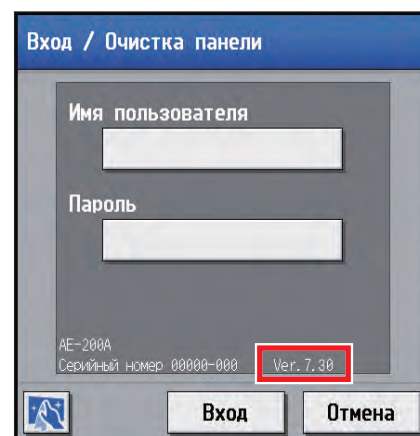 Вход / Очистка панели
Имя пользователя
Пароль
AE-200A
Серийный номер 00000-000 Ver.7.30
Вход Отмена